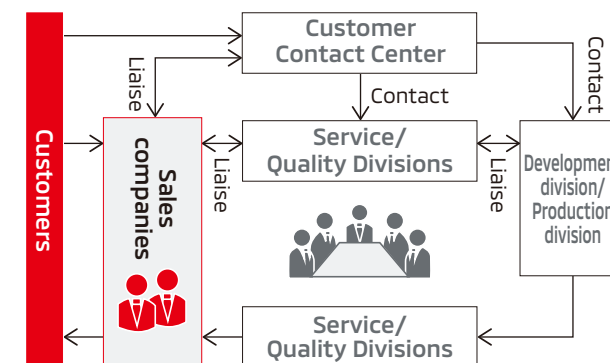 Customers
Customer
Contact Center
Liaise
Contact
Contact
Sales
companies
Liaise
Service/
Quality Divisions
Liaise
division/
Production
division
Service/
Quality Divisions